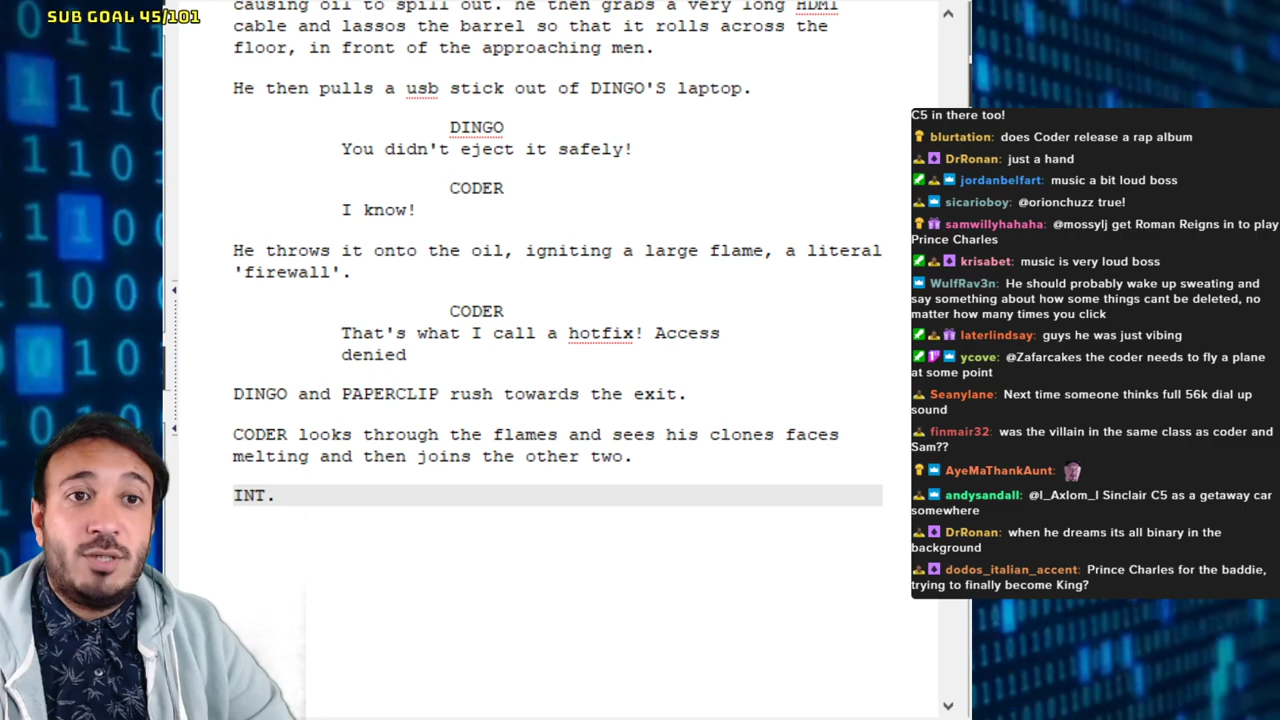 SUB GOAL 45/101
causing oil to spill out. He then grabs a very long HDMI
cable and lassos the barrel so that it rolls across the
floor, in front of the approaching men.
He then pulls a usb stick out of DINGO'S laptop.
DINGO
You didn't eject it safely!
CODER
I know!
He throws it onto the oil, igniting a large flame, a literal
'firewall'.
CODER
That's what I call a hotfix! Access
denied
DINGO and PAPERCLIP rush towards the exit.
CODER looks through the flames and sees his clones faces
melting and then joins the other two.
INT.
C5 in there too!
blurtation: does Coder release a rap album
DrRonan: just a hand
jordanbelfart: music a bit loud boss
sicarioboy: @orionchuzz true!
samwillyhahaha: @mossylj get Roman Reigns in to play
Prince Charles
krisabet: music is very loud boss
WulfRav3n: He should probably wake up sweating and
say something about how some things cant be deleted, no
matter how many times you click
laterlindsay: guys he was just vibing
ycove: @Zafarcakes the coder needs to fly a plane
at some point
Seanylane: Next time someone thinks full 56k dial up
sound
finmair32: was the villain in the same class as coder and
Sam??
AyeMaThankAunt:
andysandall: @I_Axlom_I Sinclair C5 as a getaway car
somewhere
DrRonan: when he dreams its all binary in the
background
dodos_italian_accent: Prince Charles for the baddie,
trying to finally become King?